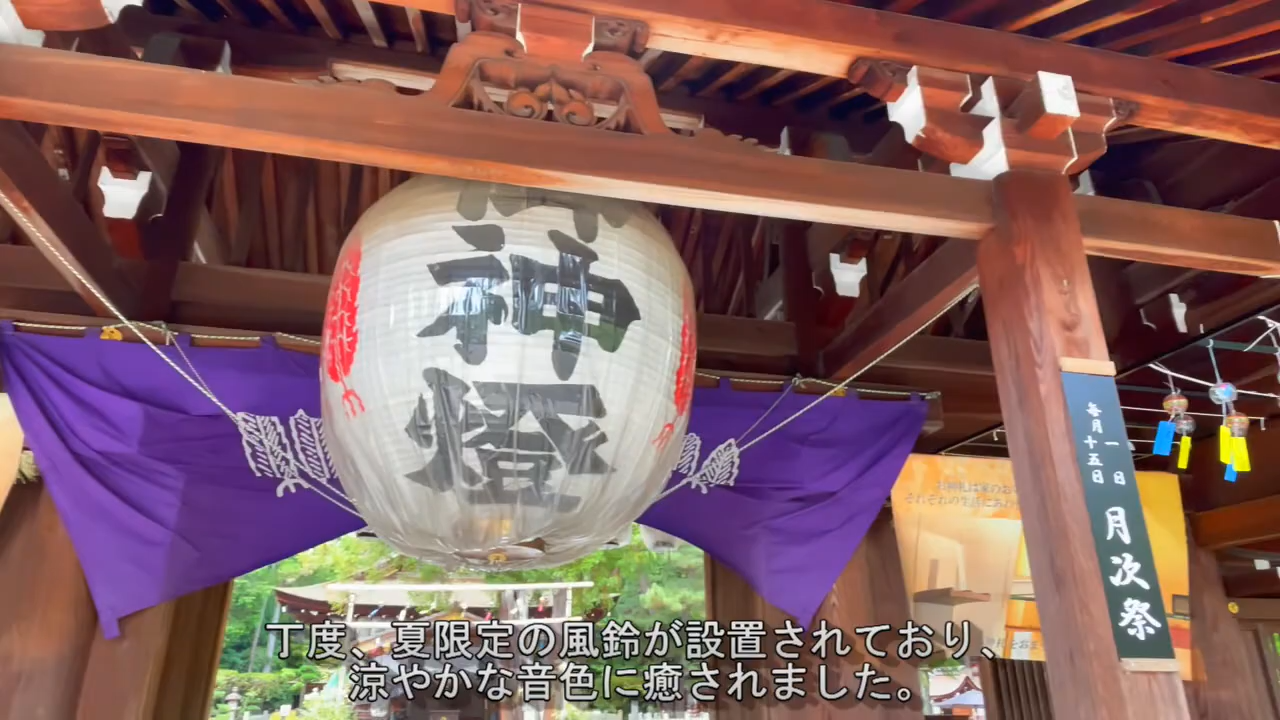 神燈
毎月 一日
十五日
月次祭
丁度、夏限定の風鈴が設置されており、
涼やかな音色に癒されました。